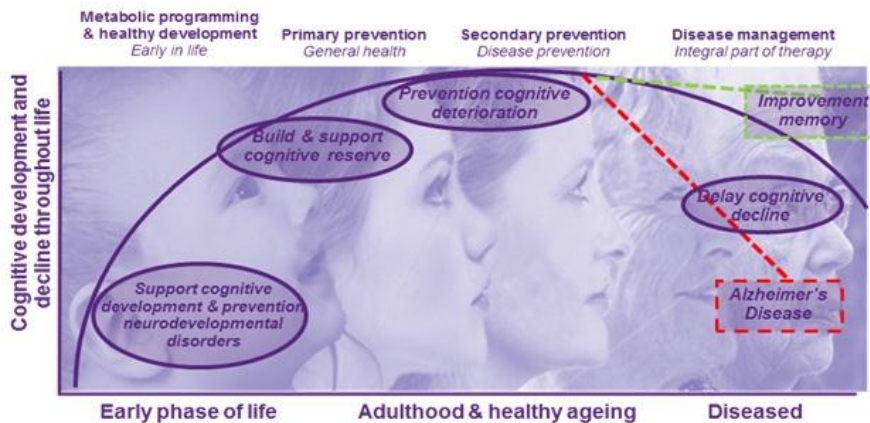 Metabolic programming
& healthy development
Early in life
Primary prevention
General health
Secondary prevention
Disease prevention
Disease management
Integral part of therapy
Cognitive development and
decline throughout life
Prevention cognitive
deterioration
Improvement
memory
Build & support
cognitive reserve
Delay cognitive
decline
Support cognitive
development & prevention
neurodevelopmental
disorders
Alzheimer's
Disease
Early phase of life
Adulthood & healthy ageing
Diseased